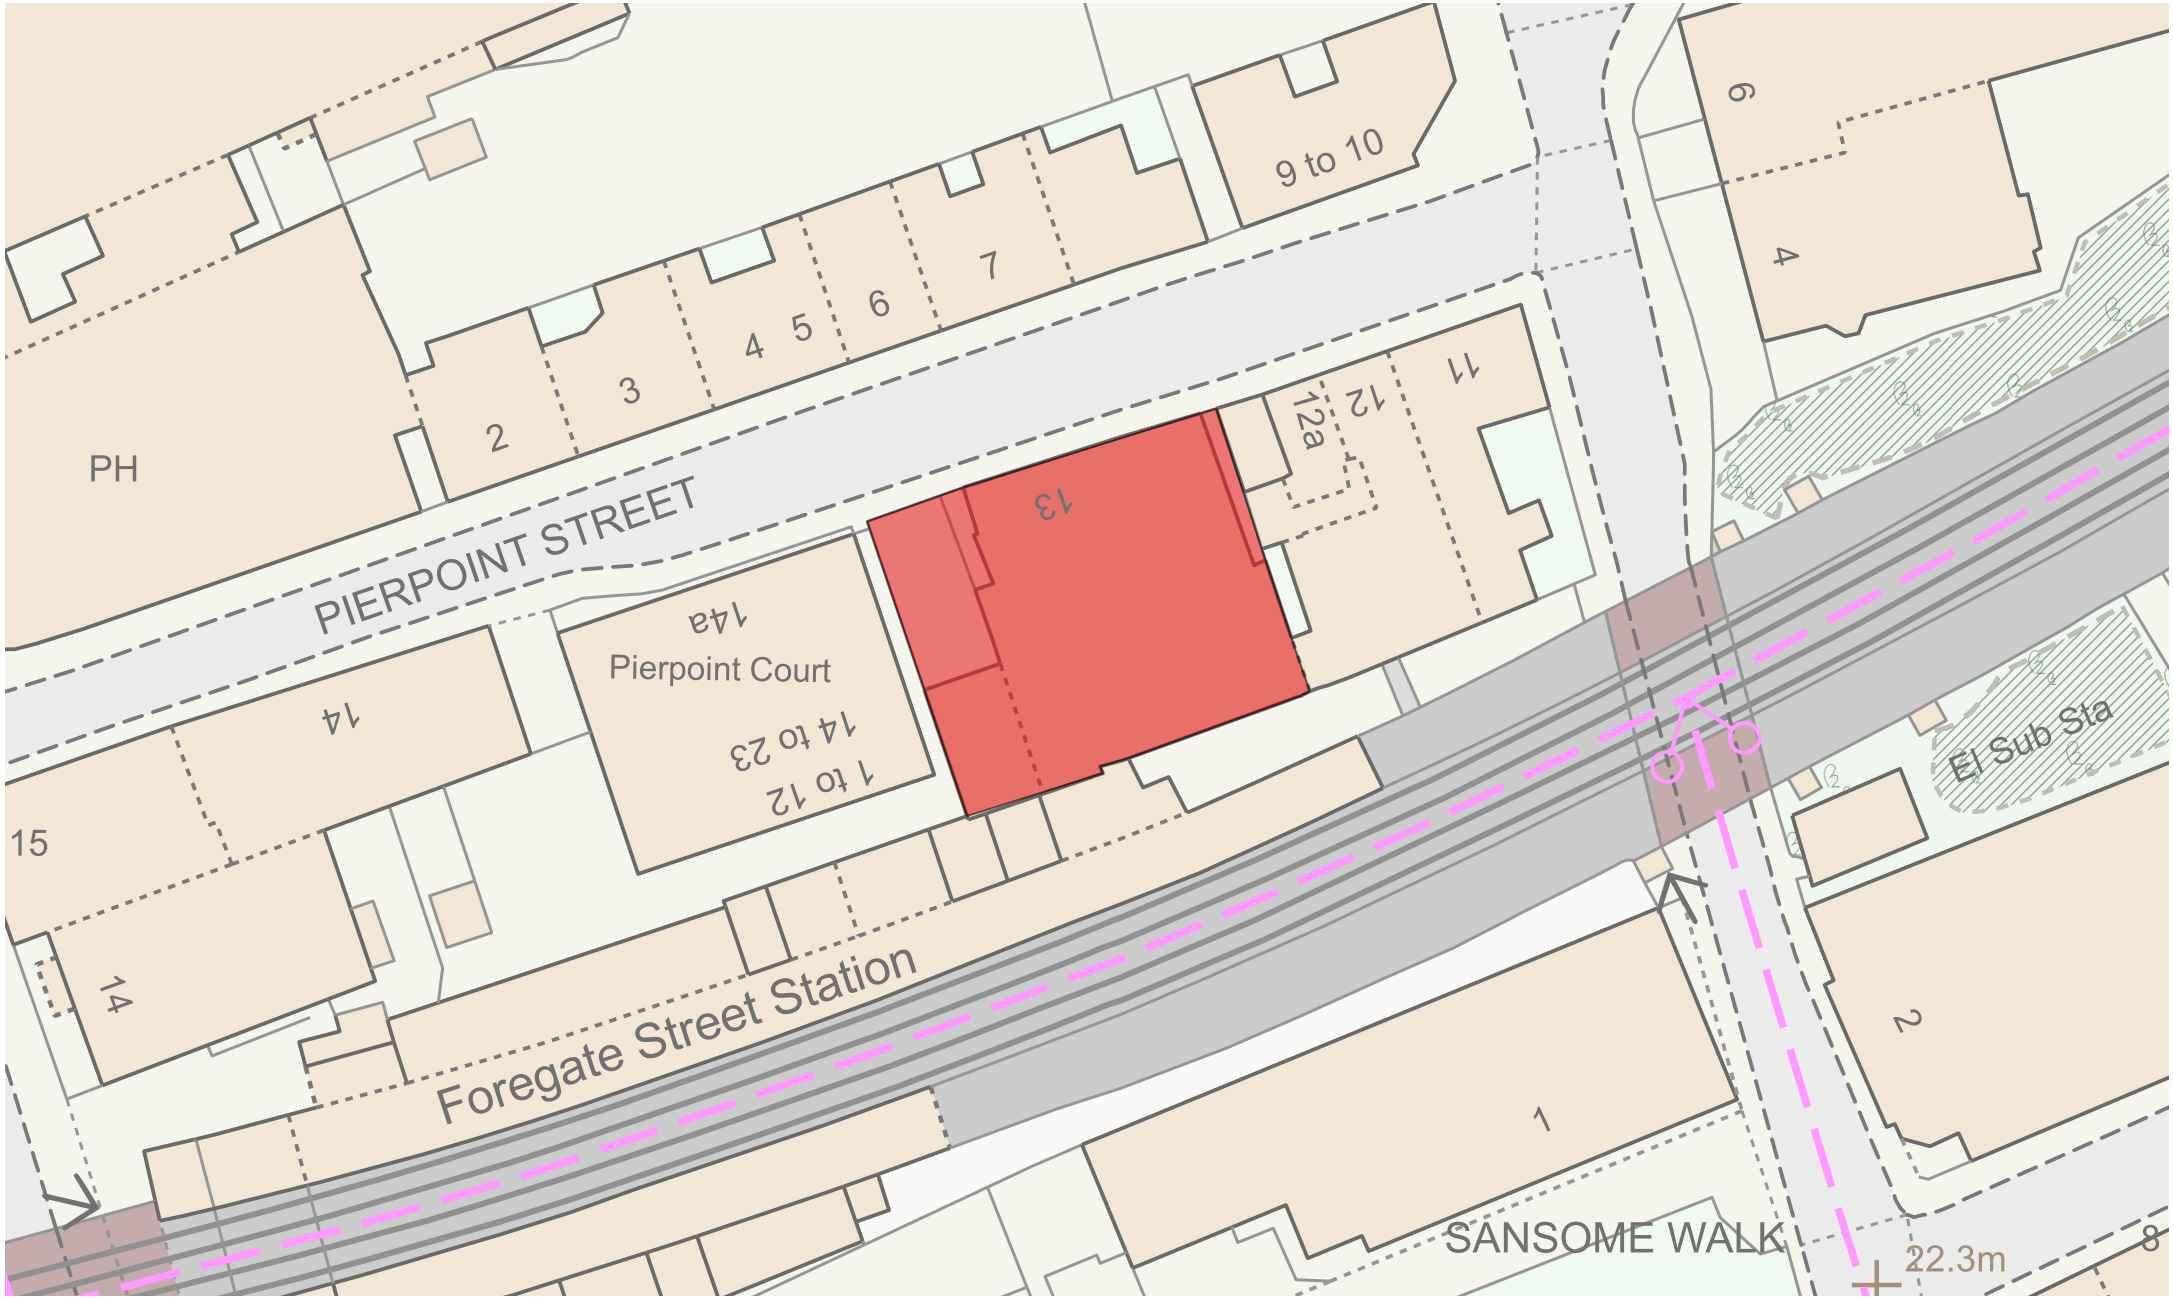 6
9 to 10
4
7
6
5
4
3
2
11
12
12a
PH
13
PIERPOINT STREET
14a
Pierpoint Court
14
14 to 23
El Sub Sta
1 to 12
15
Foregate Street Station
14
2
1
SANSOME WALK
8
22.3m